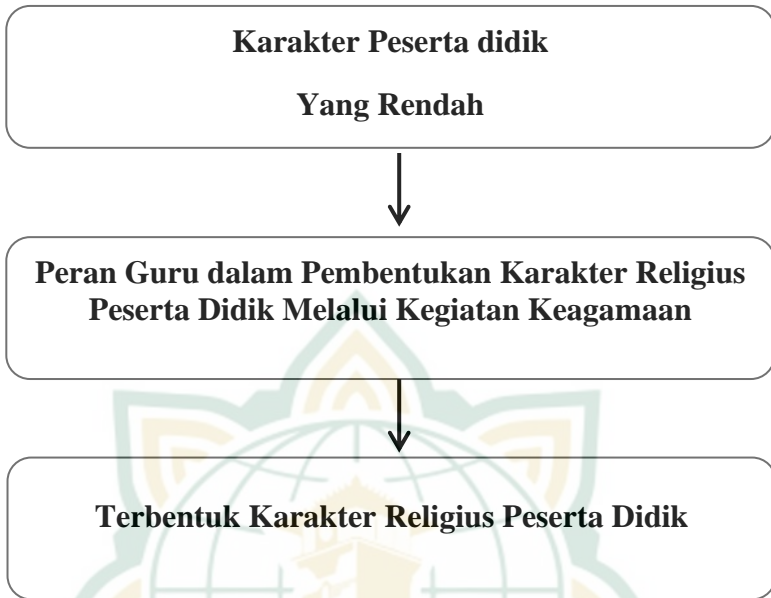 Karakter Peserta didik
Yang Rendah
Peran Guru dalam Pembentukan Karakter Religius
Peserta Didik Melalui Kegiatan Keagamaan
Terbentuk Karakter Religius Peserta Didik